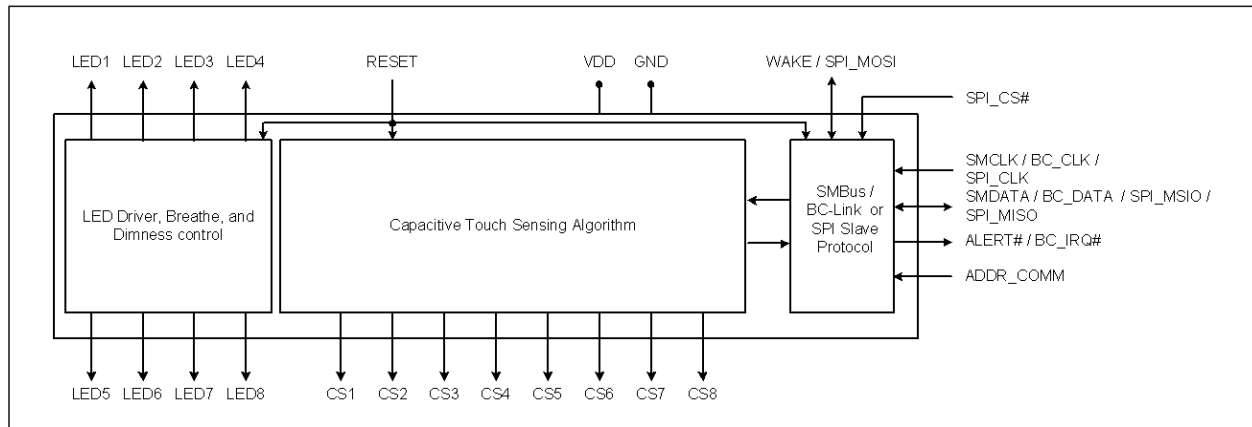 LED1 LED2 LED3 LED4 RESET VDD GND WAKE / SPI_MOSI
SPI_CS#
SMCLK / BC_CLK /
SPI_CLK
SMDATA / BC_DATA / SPI_MSIO /
SPI_MISO
ALERT# / BC_IRQ#
ADDR_COMM
LED Driver, Breathe, and
Dimness control
Capacitive Touch Sensing Algorithm
SMBus /
BC-Link or
SPI Slave
Protocol
LED5 LED6 LED7 LED8 CS1 CS2 CS3 CS4 CS5 CS6 CS7 CS8